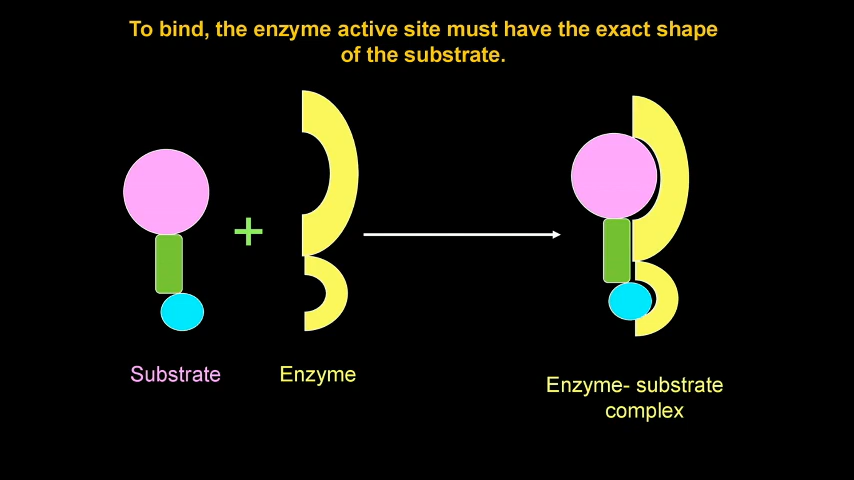 To bind, the enzyme active site must have the exact shape
of the substrate.
+
Substrate
Enzyme
Enzyme- substrate
complex